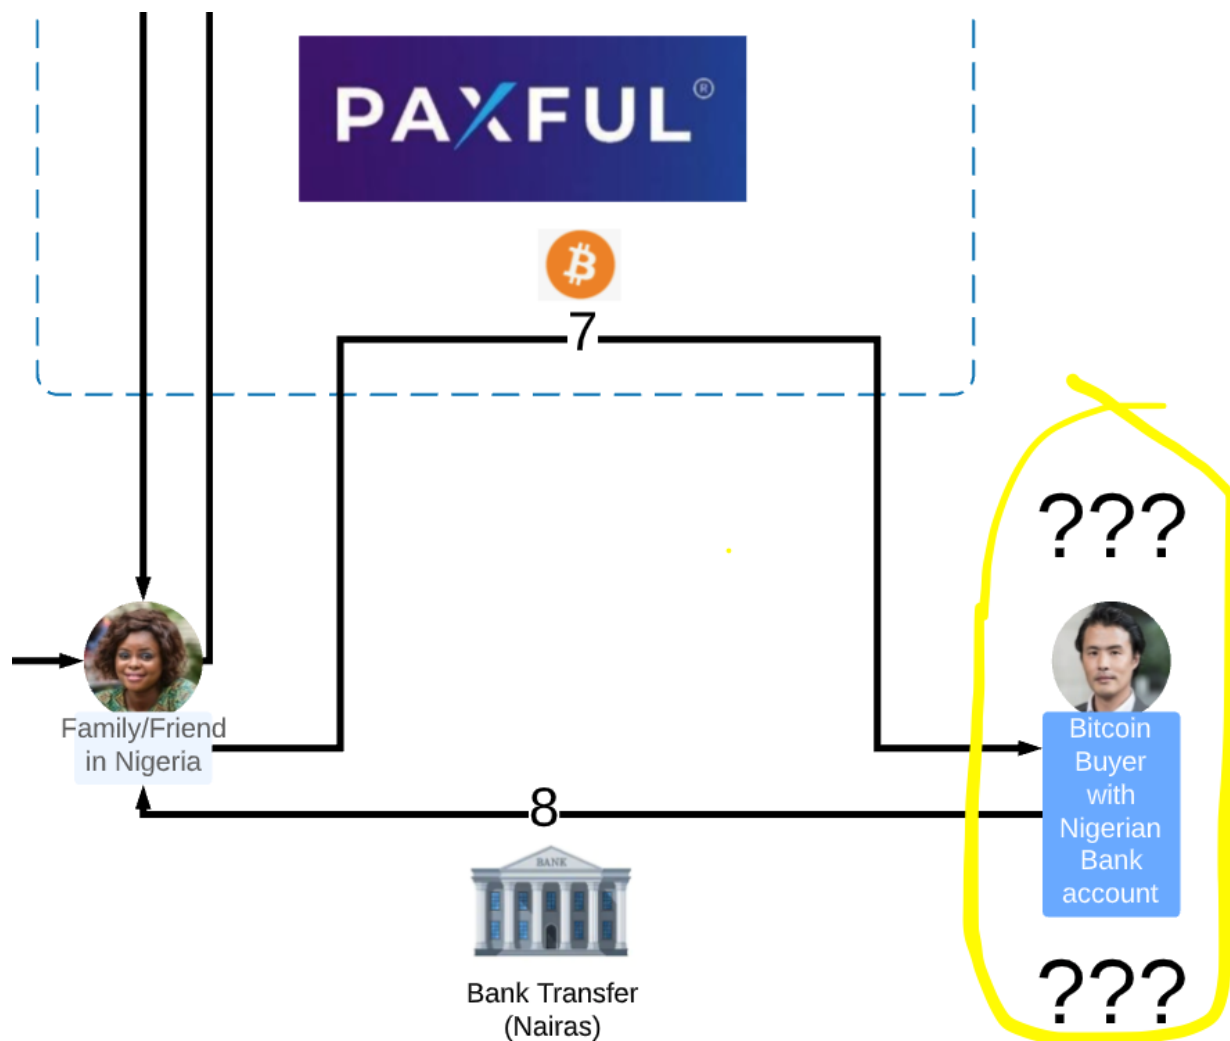 PAXFUL®
7
???
Family/Friend
in Nigeria
Bitcoin
Buyer
with
Nigerian
Bank
account
8
BANK
Bank Transfer
(Nairas)
???